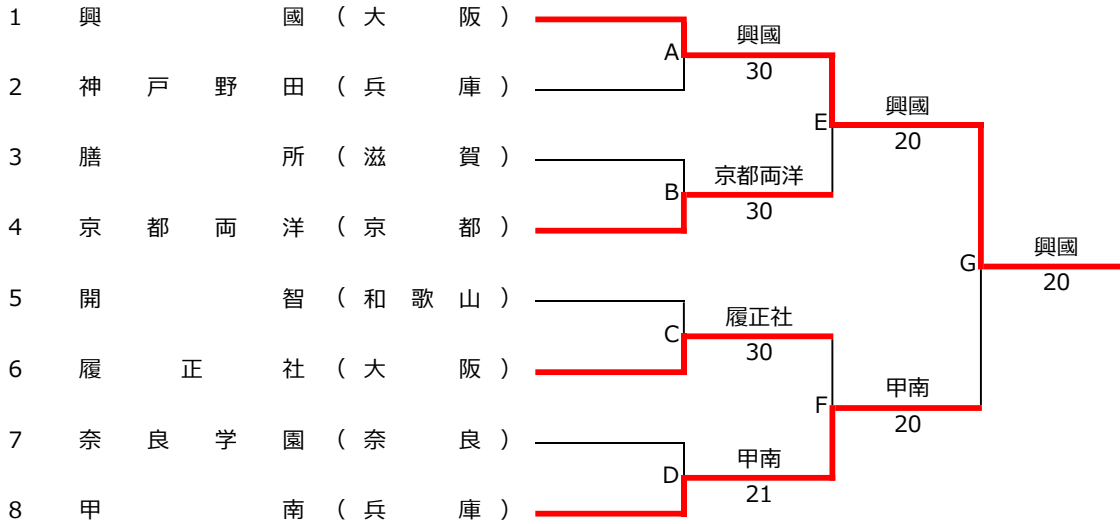 1 興國(大阪)
A
興國
30
2 神戸野田(兵庫)
E
興國
20
3 膳所(滋賀)
B
京都両洋
30
4 京都両洋(京都)
G
興國
20
5 開智(和歌山)
C
履正社
30
6 履正社(大阪)
F
甲南
20
7 奈良学園(奈良)
D
甲南
21
8 甲南(兵庫)